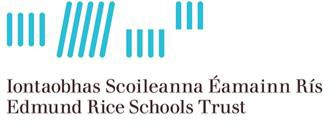 Iontaobhas Scoileanna Éamainn Rís
Edmund Rice Schools Trust